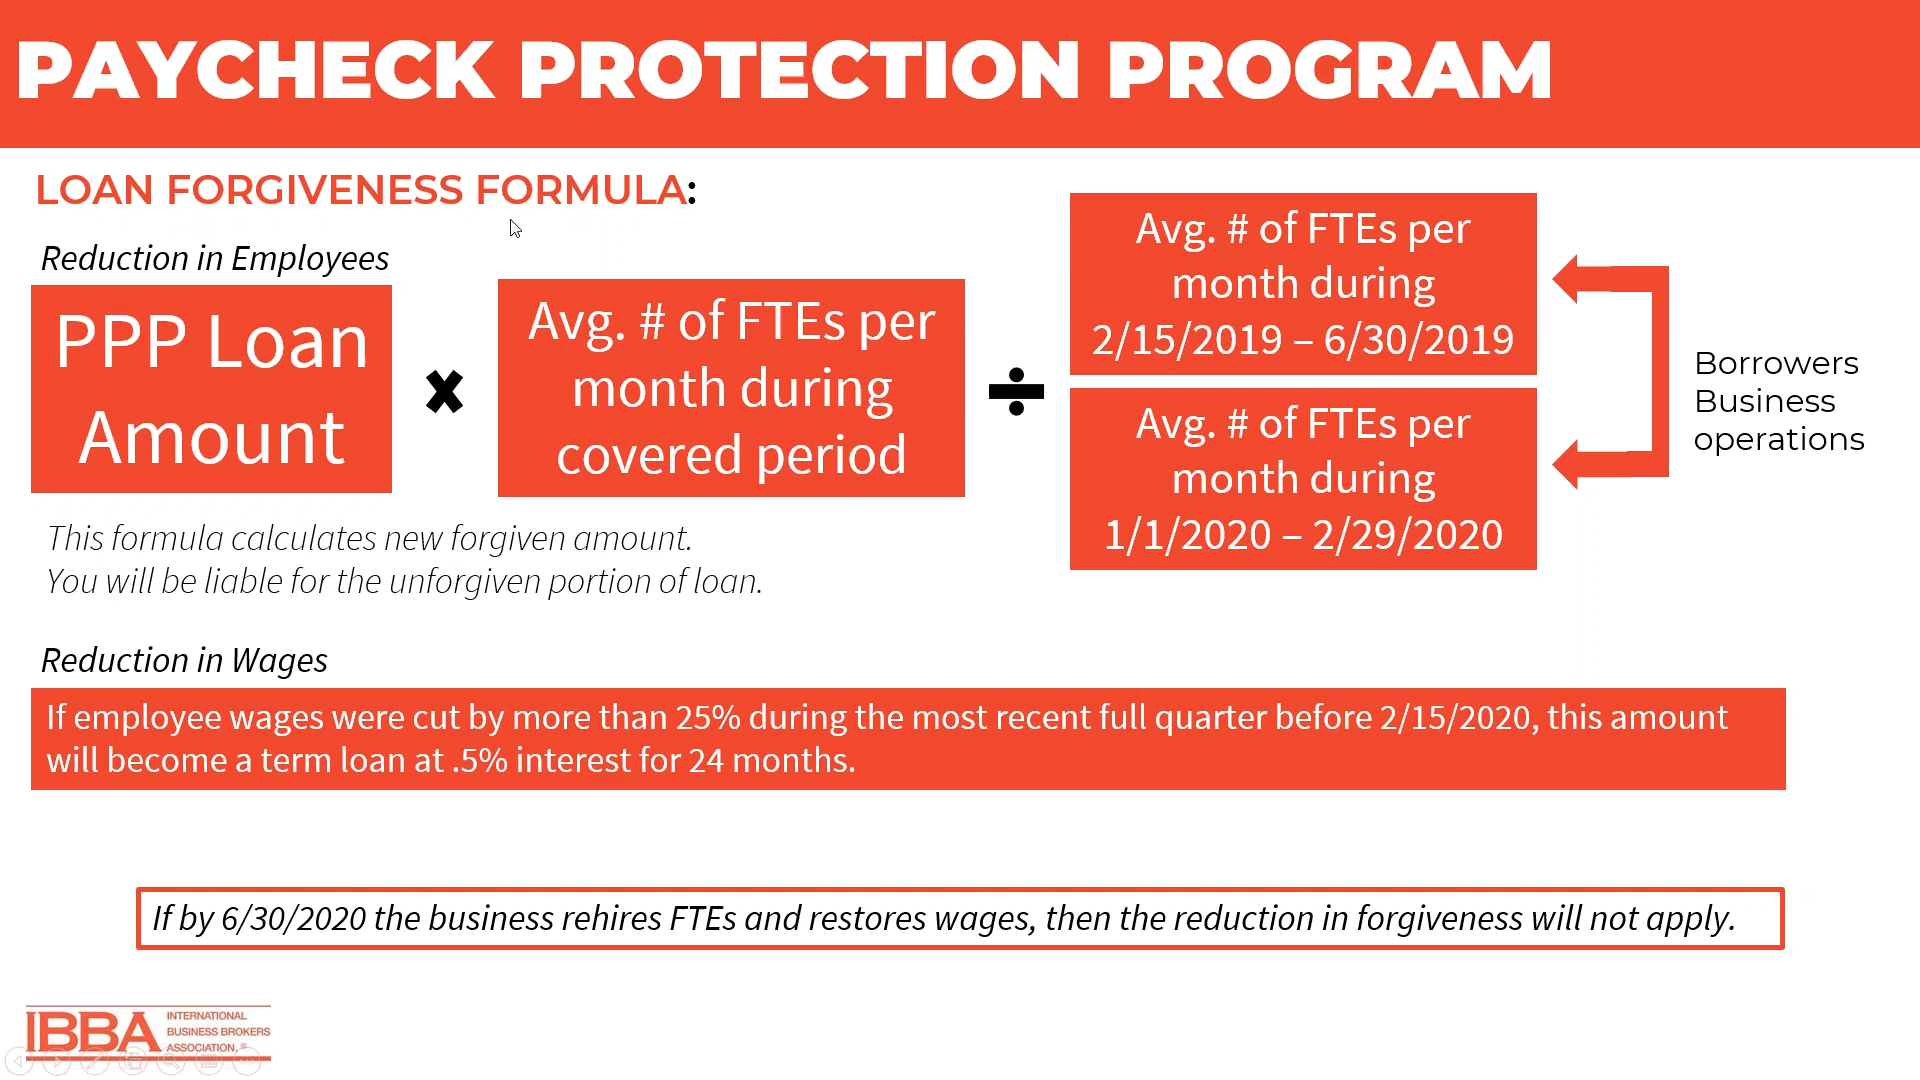 PAYCHECK PROTECTION PROGRAM
LOAN FORGIVENESS FORMULA:
Reduction in Employees
PPP Loan
Amount
×
Avg. # of FTEs per
month during
covered period
÷
Avg. # of FTEs per
month during
2/15/2019 – 6/30/2019
Avg. # of FTEs per
month during
1/1/2020 – 2/29/2020
Borrowers
Business
operations
This formula calculates new forgiven amount.
You will be liable for the unforgiven portion of loan.
Reduction in Wages
If employee wages were cut by more than 25% during the most recent full quarter before 2/15/2020, this amount
will become a term loan at .5% interest for 24 months.
If by 6/30/2020 the business rehires FTEs and restores wages, then the reduction in forgiveness will not apply.
IBBA
INTERNATIONAL
BUSINESS BROKERS
ASSOCIATION.®